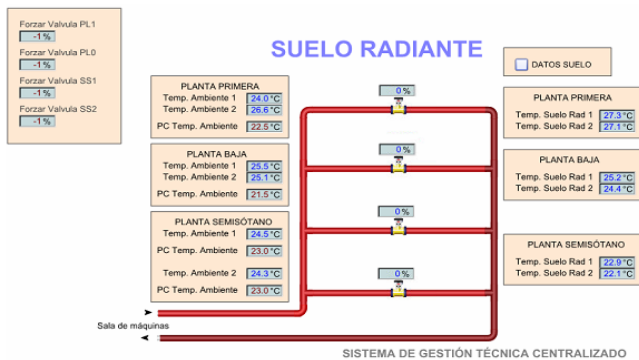 Forzar Valvula PL1
-1 %
Forzar Valvula PL0
-1 %
Forzar Valvula SS1
-1 %
Forzar Valvula SS2
-1 %
SUELO RADIANTE
DATOS SUELO
PLANTA PRIMERA
Temp. Ambiente 1 24.0 °C
Temp. Ambiente 2 26.6 °C
PC Temp. Ambiente 22.5 °C
PLANTA BAJA
Temp. Ambiente 1 25.5 °C
Temp. Ambiente 2 25.1 °C
PC Temp. Ambiente 21.5 °C
PLANTA SEMISÓTANO
Temp. Ambiente 1 24.5 °C
PC Temp. Ambiente 23.0 °C
Temp. Ambiente 2 24.3 °C
PC Temp. Ambiente 23.0 °C
0 %
0 %
0 %
0 %
PLANTA PRIMERA
Temp. Suelo Rad 1 27.3 °C
Temp. Suelo Rad 2 27.1 °C
PLANTA BAJA
Temp. Suelo Rad 1 25.2 °C
Temp. Suelo Rad 2 24.4 °C
PLANTA SEMISÓTANO
Temp. Suelo Rad 1 22.9 °C
Temp. Suelo Rad 2 22.1 °C
Sala de máquinas
SISTEMA DE GESTIÓN TÉCNICA CENTRALIZADO